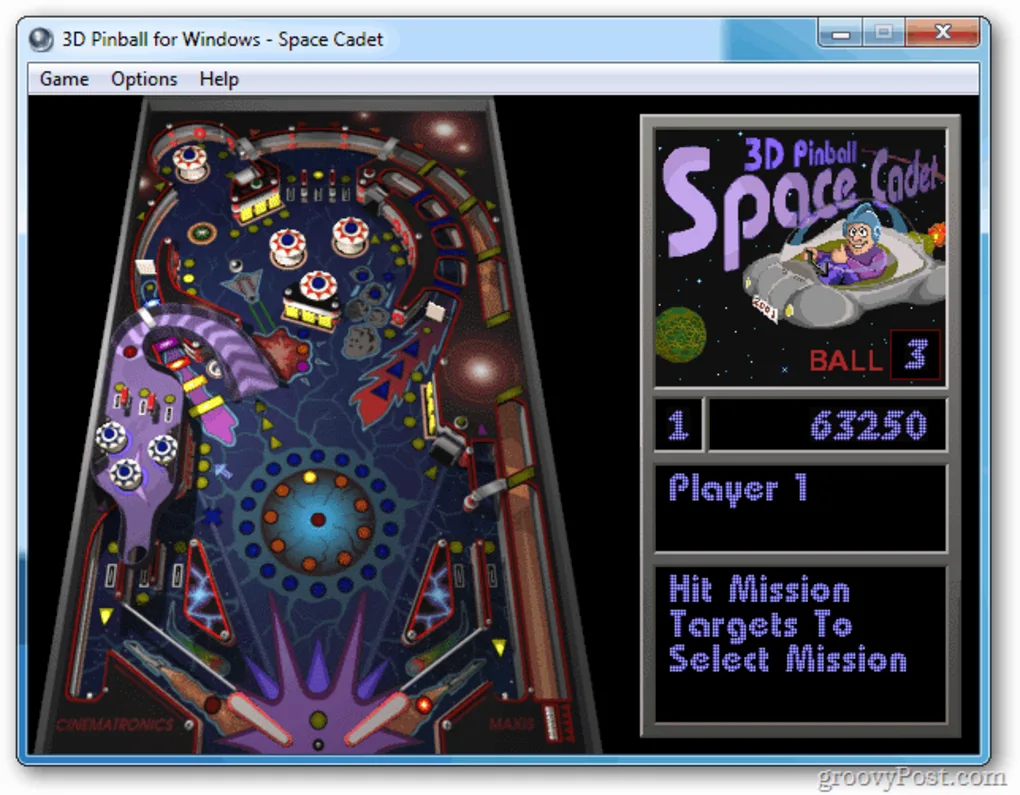 3D Pinball for Windows - Space Cadet
Game Options Help
3D Pinball
Space Cadet
BALL 3
1 63250
Player 1
Hit Mission
Targets To
Select Mission
CINEMATRONICS
MAXIS
groovyPost.com